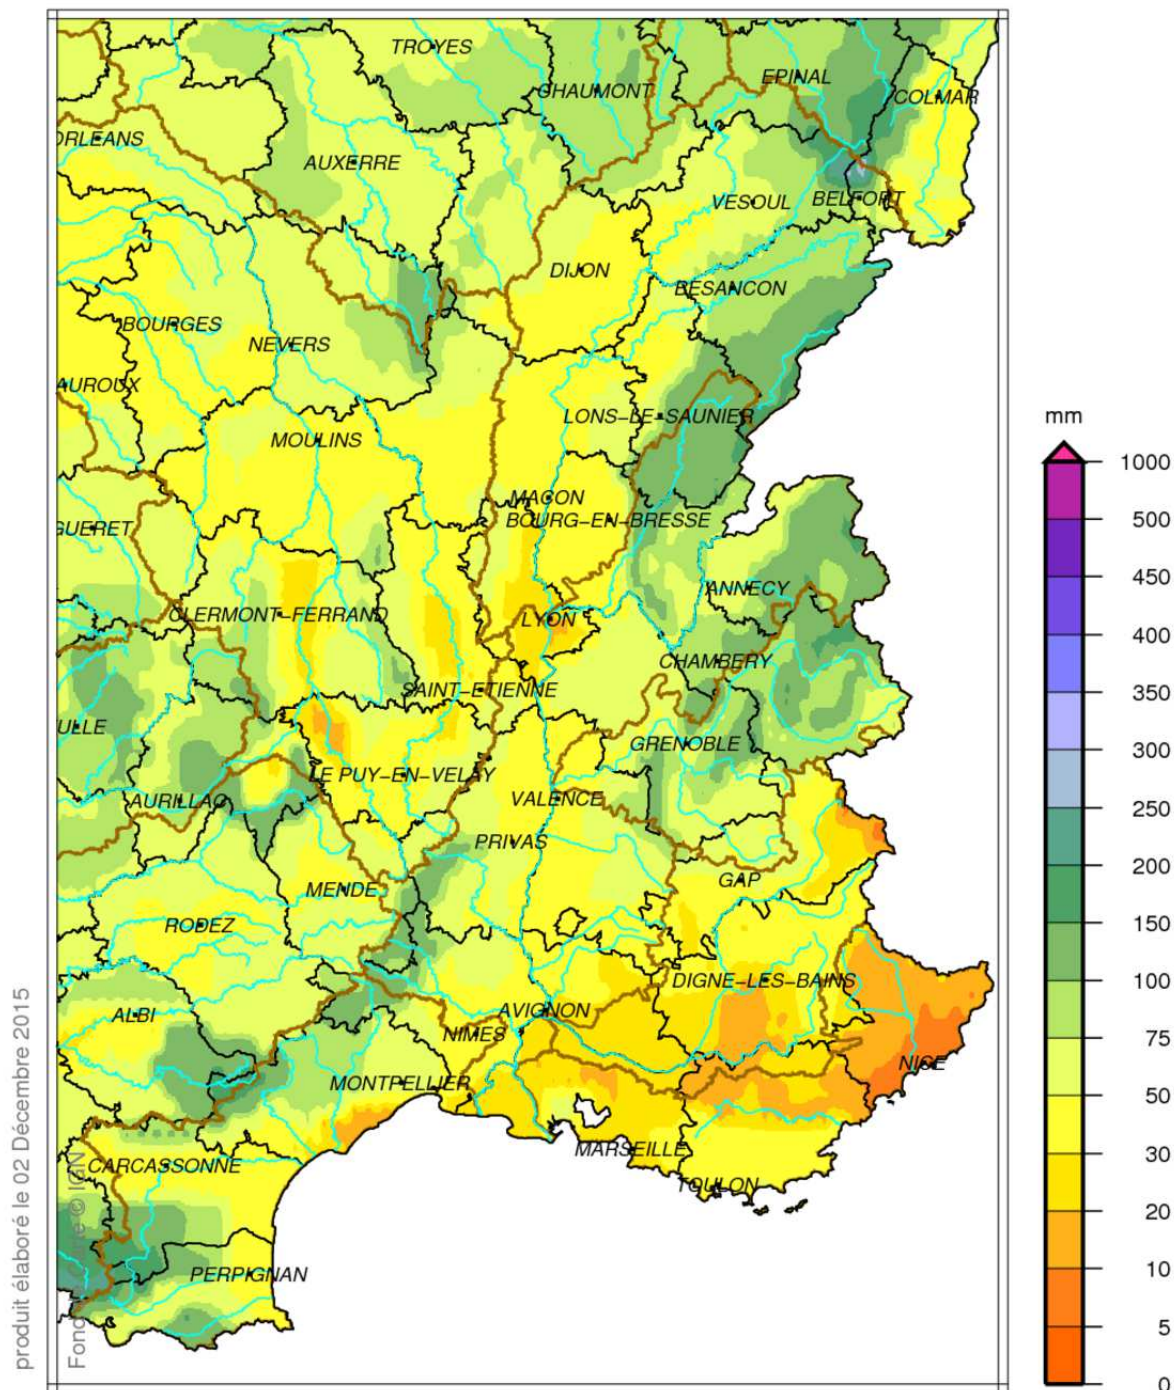 TROYES
CHAUMONT
EPINAL
COLMAR
ORLEANS
AUXERRE
VESOUL
BELFORT
DIJON
BESANCON
BOURGES
NEVERS
AUROUX
LONS-LE-SAUNIER
MOULINS
MACON
BOURG-EN-BRESSE
GUERET
ANNECY
CLERMONT-FERRAND
LYON
CHAMBERY
SAINT-ETIENNE
ULLE
GRENOBLE
LE PUY-EN-VELAY
AURILLAC
VALENCE
PRIVAS
GAP
MENDE
RODEZ
DIGNE-LES-BAINS
ALBI
AVIGNON
NIMES
NICE
MONTPELLIER
MARSEILLE
CARCASSONNE
TOULON
PERPIGNAN
mm
1000
500
450
400
350
300
250
200
150
100
75
50
30
20
10
5
0
produit élaboré le 02 Décembre 2015
© IGN